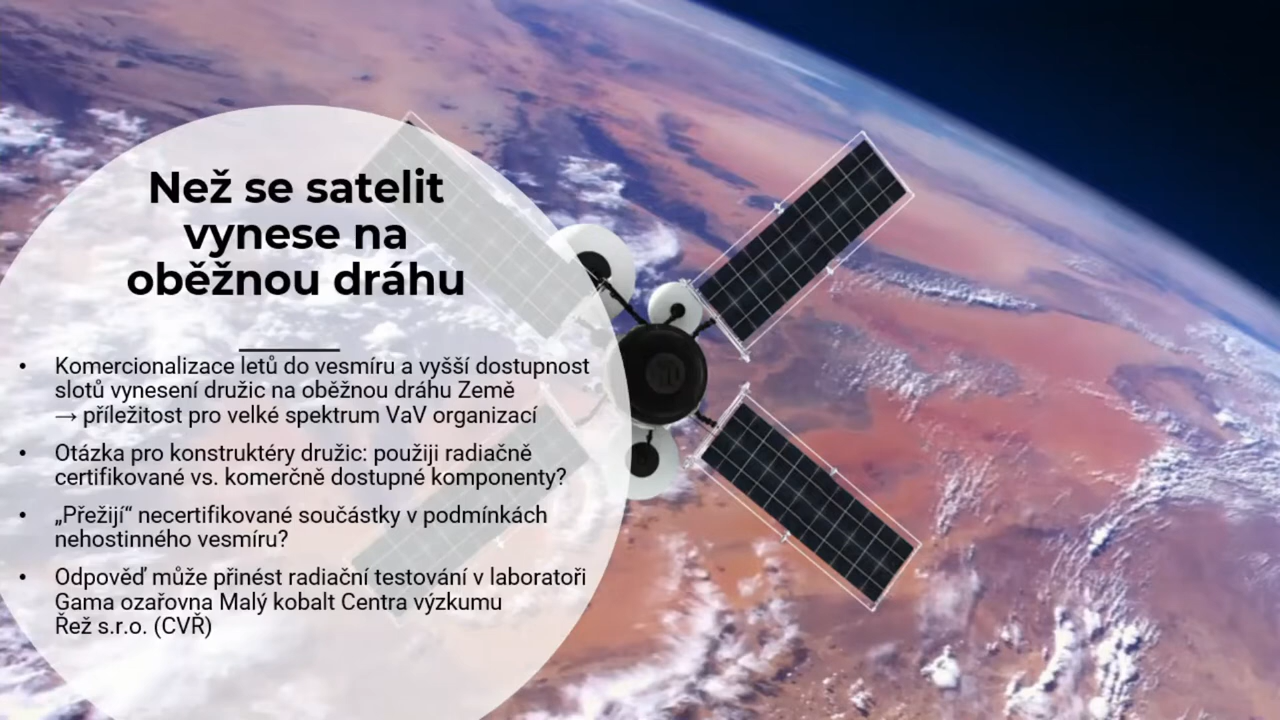 Než se satelit
vynese na
oběžnou dráhu
• Komercionalizace letů do vesmíru a vyšší dostupnost
slotů vynesení družic na oběžnou dráhu Země
→ příležitost pro velké spektrum VaV organizací
• Otázka pro konstruktéry družic: použiji radiačně
certifikované vs. komerčně dostupné komponenty?
• „Přežijí“ necertifikované součástky v podmínkách
nehostinného vesmíru?
• Odpověď může přinést radiační testování v laboratoři
Gama ozařovna Malý kobalt Centra výzkumu
Řež s.r.o. (CVŘ)